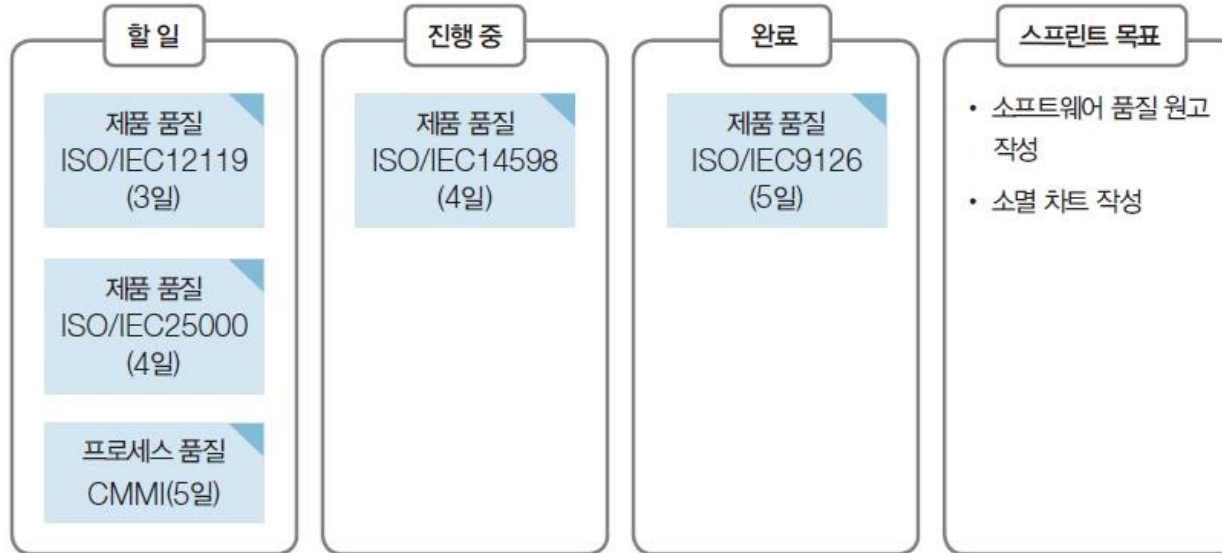 할 일
제품 품질
ISO/IEC12119
(3일)
제품 품질
ISO/IEC25000
(4일)
프로세스 품질
CMMI(5일)
진행 중
제품 품질
ISO/IEC14598
(4일)
완료
제품 품질
ISO/IEC9126
(5일)
스프린트 목표
• 소프트웨어 품질 원고
작성
• 소멸 차트 작성